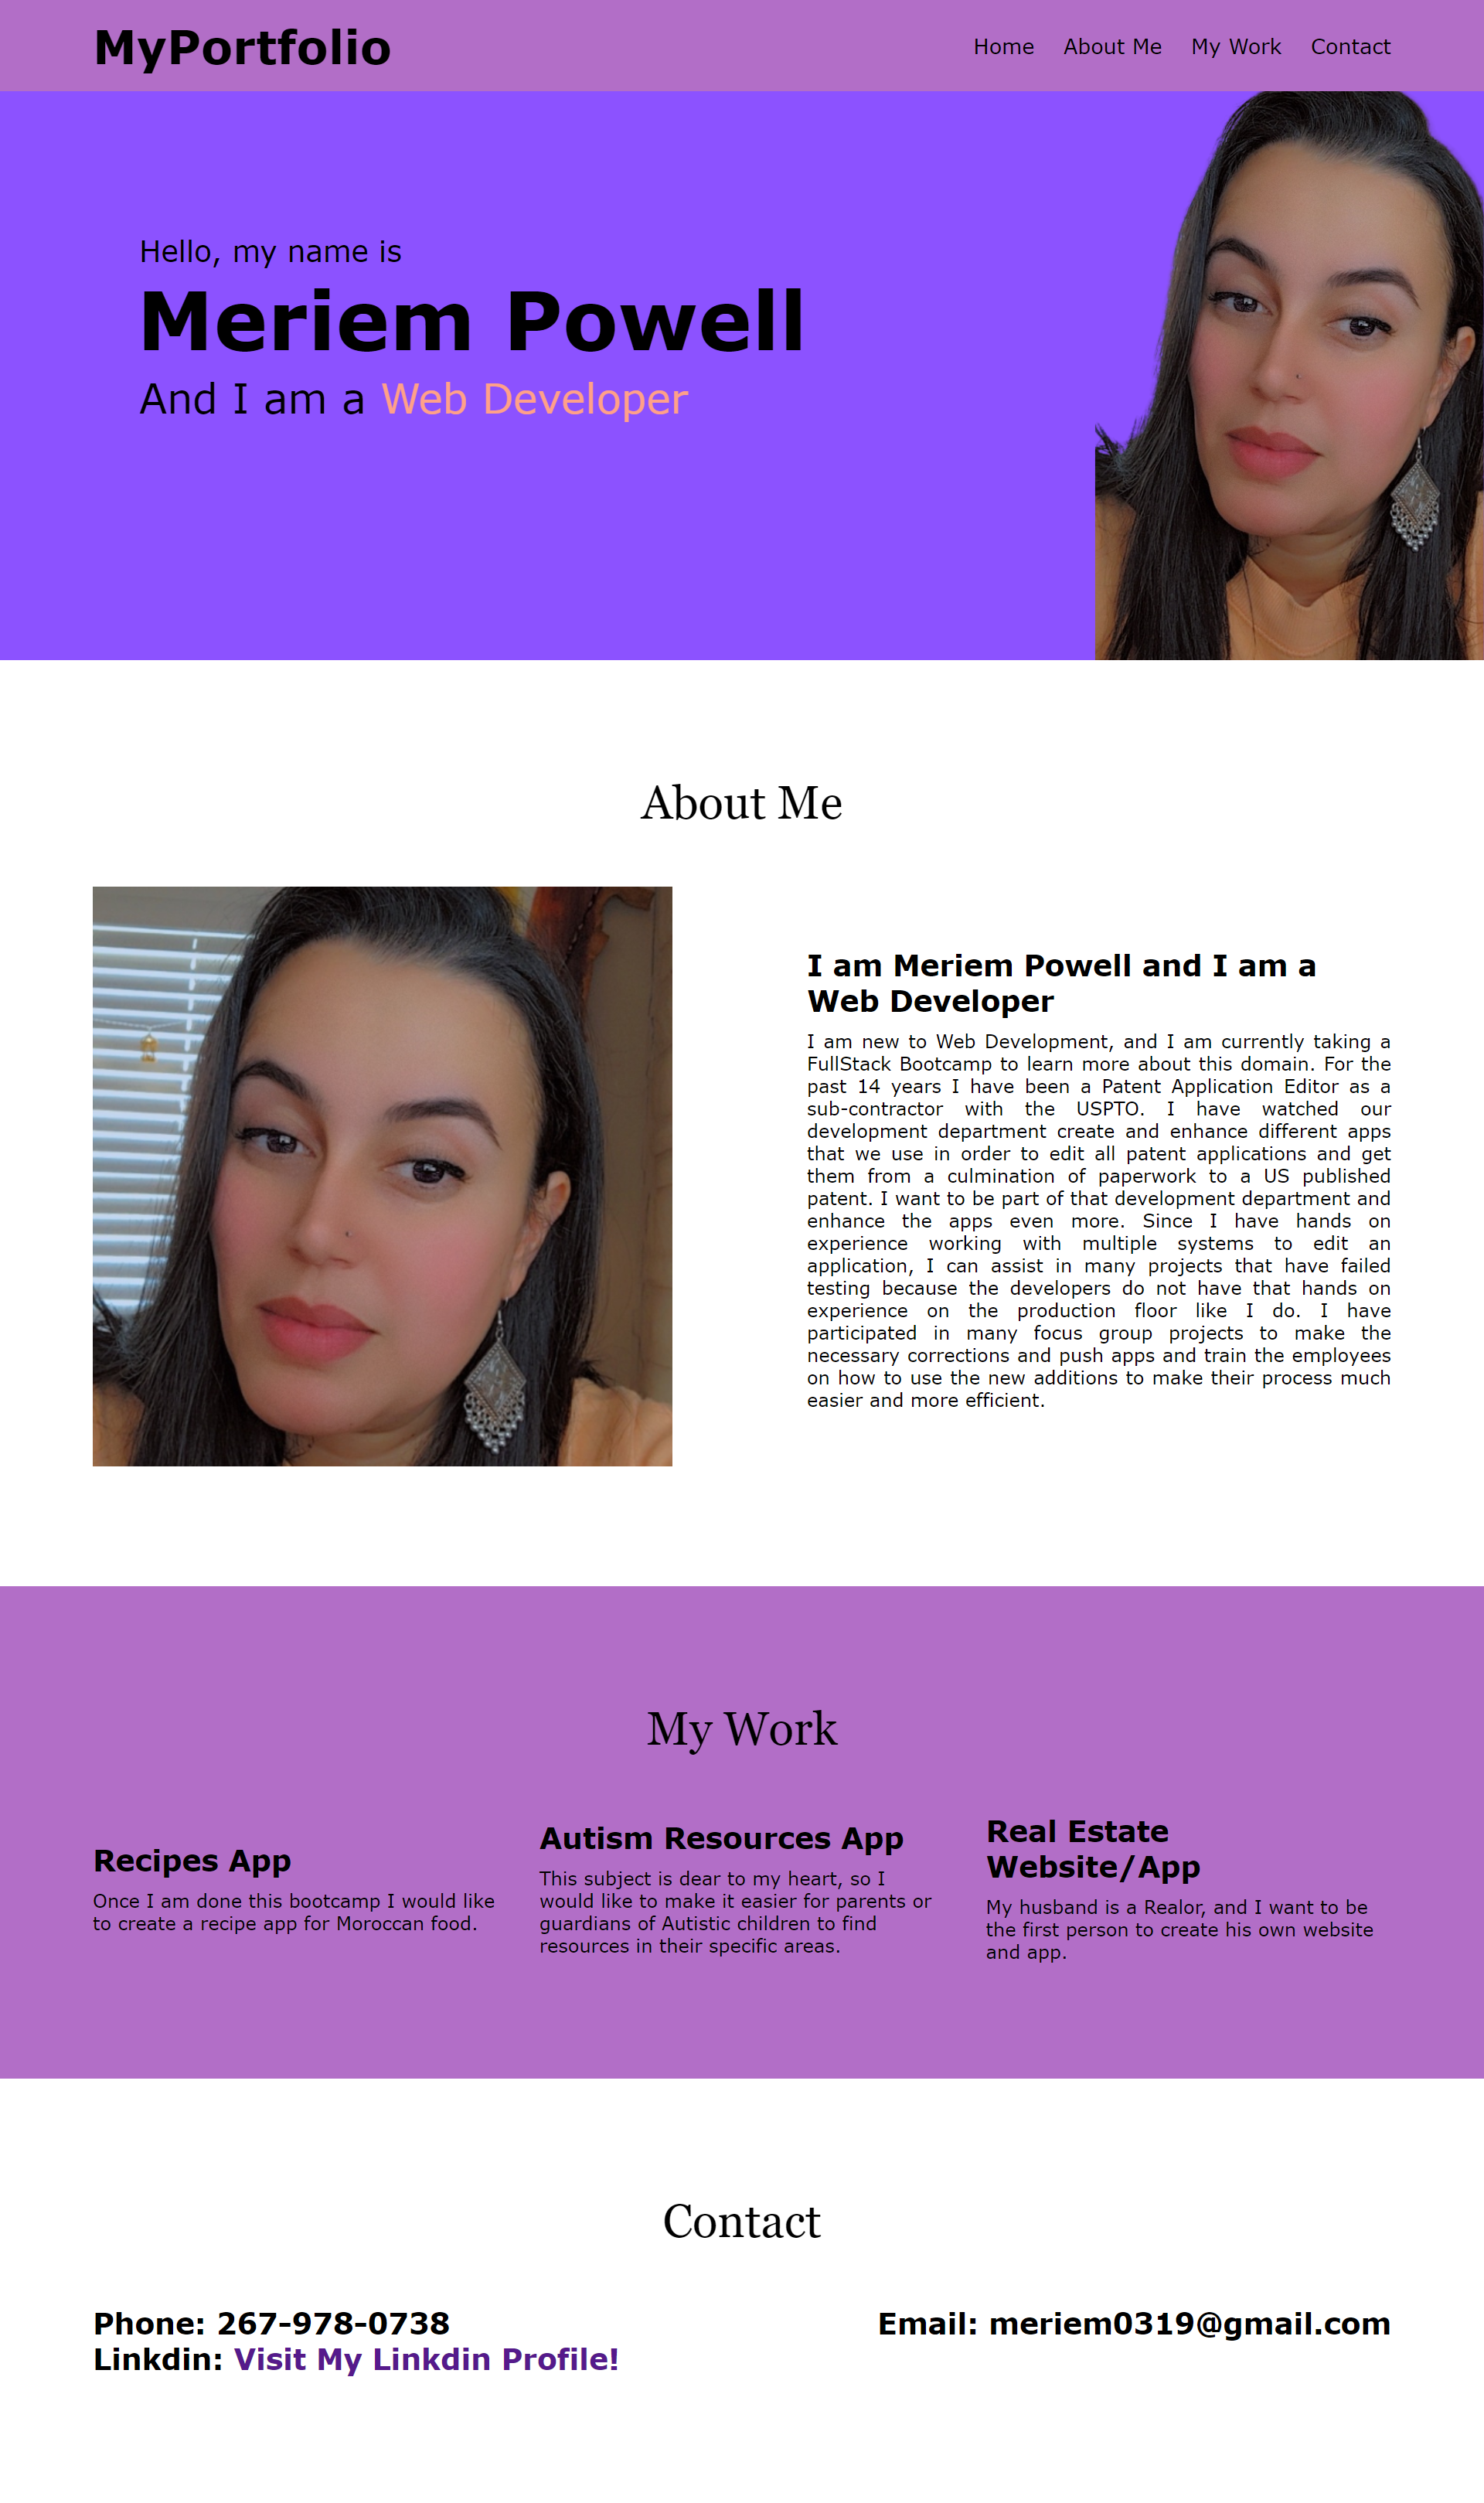 MyPortfolio
Home About Me My Work Contact
Hello, my name is
Meriem Powell
And I am a Web Developer
About Me
I am Meriem Powell and I am a
Web Developer
I am new to Web Development, and I am currently taking a
FullStack Bootcamp to learn more about this domain. For the
past 14 years I have been a Patent Application Editor as a
sub-contractor with the USPTO. I have watched our
development department create and enhance different apps
that we use in order to edit all patent applications and get
them from a culmination of paperwork to a US published
patent. I want to be part of that development department and
enhance the apps even more. Since I have hands on
experience working with multiple systems to edit an
application, I can assist in many projects that have failed
testing because the developers do not have that hands on
experience on the production floor like I do. I have
participated in many focus group projects to make the
necessary corrections and push apps and train the employees
on how to use the new additions to make their process much
easier and more efficient.
My Work
Recipes App
Once I am done this bootcamp I would like
to create a recipe app for Moroccan food.
Autism Resources App
This subject is dear to my heart, so I
would like to make it easier for parents or
guardians of Autistic children to find
resources in their specific areas.
Real Estate
Website/App
My husband is a Realor, and I want to be
the first person to create his own website
and app.
Contact
Phone: 267-978-0738
Linkdin: Visit My Linkdin Profile!
Email: meriem0319@gmail.com